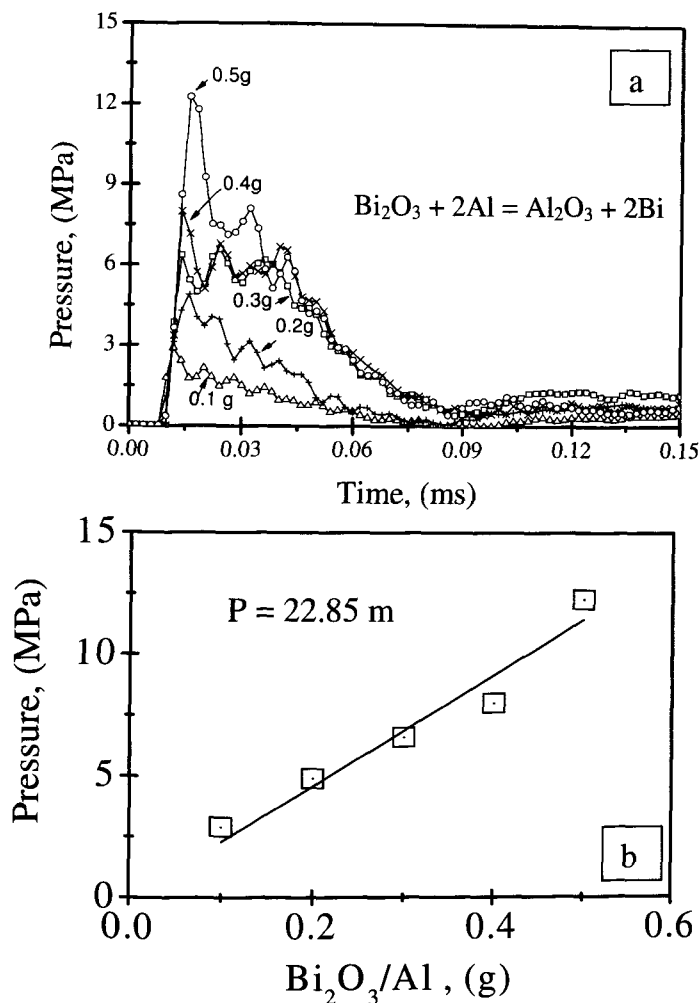 15
12
9
6
3
0
Pressure, (MPa)
a
0.5g
0.4g
Bi₂O₃ + 2Al = Al₂O₃ + 2Bi
0.3g
0.2g
0.1 g
0.00 0.03 0.06 0.09 0.12 0.15
Time, (ms)
15
10
5
0
Pressure, (MPa)
P = 22.85 m
b
0.0 0.2 0.4 0.6
Bi₂O₃/Al , (g)